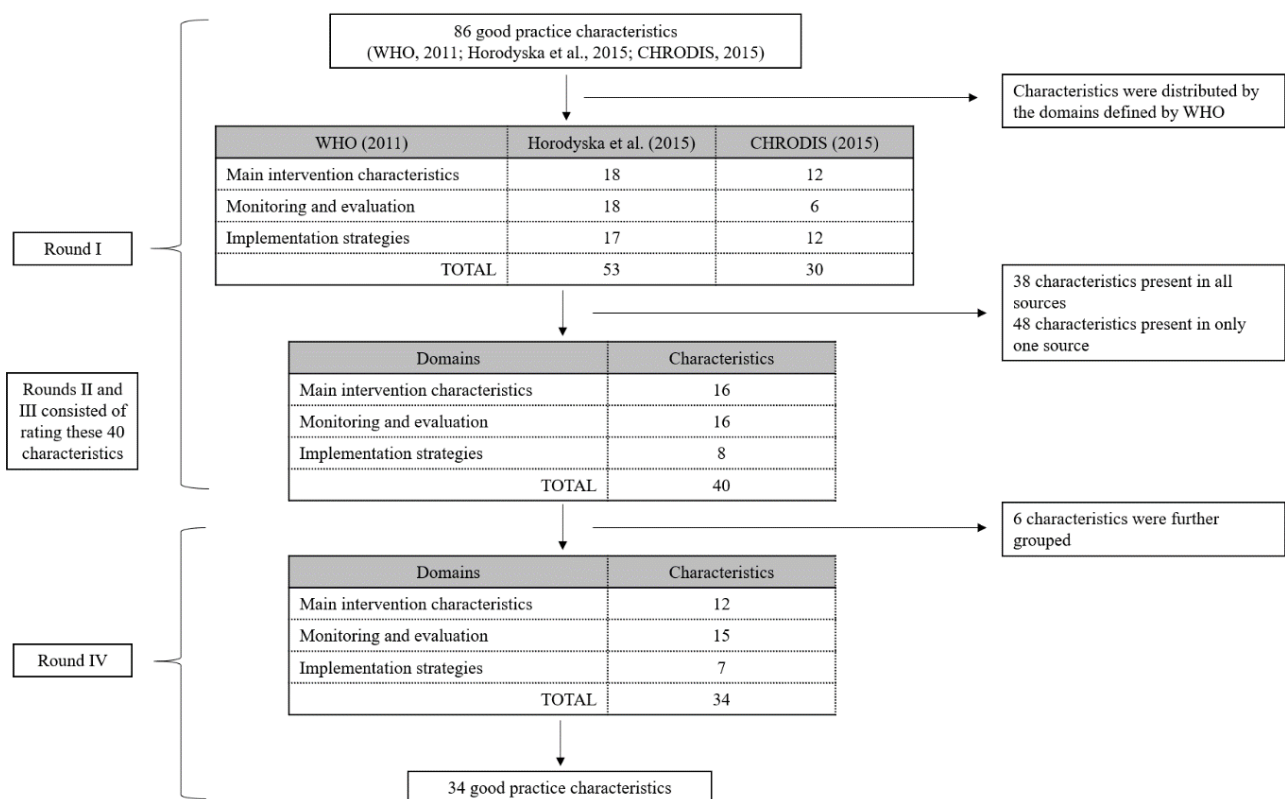 86 good practice characteristics
(WHO, 2011; Horodyska et al., 2015; CHRODIS, 2015)
Characteristics were distributed by
the domains defined by WHO
WHO (2011) Horodyska et al. (2015) CHRODIS (2015)
Main intervention characteristics 18 12
Monitoring and evaluation 18 6
Implementation strategies 17 12
TOTAL 53 30
Round I
38 characteristics present in all
sources
48 characteristics present in only
one source
Domains Characteristics
Main intervention characteristics 16
Monitoring and evaluation 16
Implementation strategies 8
TOTAL 40
Rounds II and
III consisted of
rating these 40
characteristics
6 characteristics were further
grouped
Domains Characteristics
Main intervention characteristics 12
Monitoring and evaluation 15
Implementation strategies 7
TOTAL 34
Round IV
34 good practice characteristics